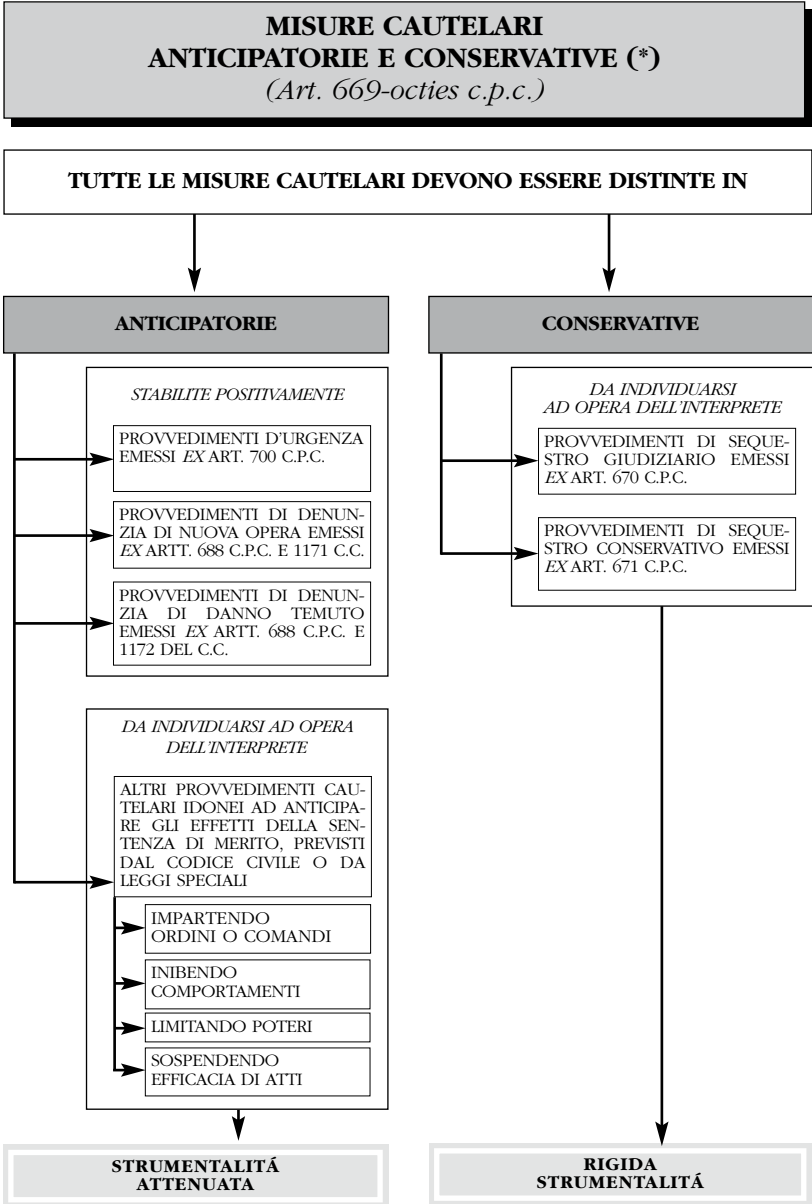 MISURE CAUTELARI
ANTICIPATORIE E CONSERVATIVE (*)
(Art. 669-octies c.p.c.)
TUTTE LE MISURE CAUTELARI DEVONO ESSERE DISTINTE IN
ANTICIPATORIE
STABILITE POSITIVAMENTE
PROVVEDIMENTI D'URGENZA
EMESSI EX ART. 700 C.P.C.
PROVVEDIMENTI DI DENUN-
ZIA DI NUOVA OPERA EMESSI
EX ARTT. 688 C.P.C. E 1171 C.C.
PROVVEDIMENTI DI DENUN-
ZIA DI DANNO TEMUTO
EMESSI EX ARTT. 688 C.P.C. E
1172 DEL C.C.
DA INDIVIDUARSI AD OPERA
DELL'INTERPRETE
ALTRI PROVVEDIMENTI CAU-
TELARI IDONEI AD ANTICIPA-
RE GLI EFFETTI DELLA SEN-
TENZA DI MERITO, PREVISTI
DAL CODICE CIVILE O DA
LEGGI SPECIALI
IMPARTENDO
ORDINI O COMANDI
INIBENDO
COMPORTAMENTI
LIMITANDO POTERI
SOSPENDENDO
EFFICACIA DI ATTI
STRUMENTALITÁ
ATTENUATA
CONSERVATIVE
DA INDIVIDUARSI
AD OPERA DELL'INTERPRETE
PROVVEDIMENTI DI SEQUE-
STRO GIUDIZIARIO EMESSI
EX ART. 670 C.P.C.
PROVVEDIMENTI DI SEQUE-
STRO CONSERVATIVO EMESSI
EX ART. 671 C.P.C.
RIGIDA
STRUMENTALITÁ